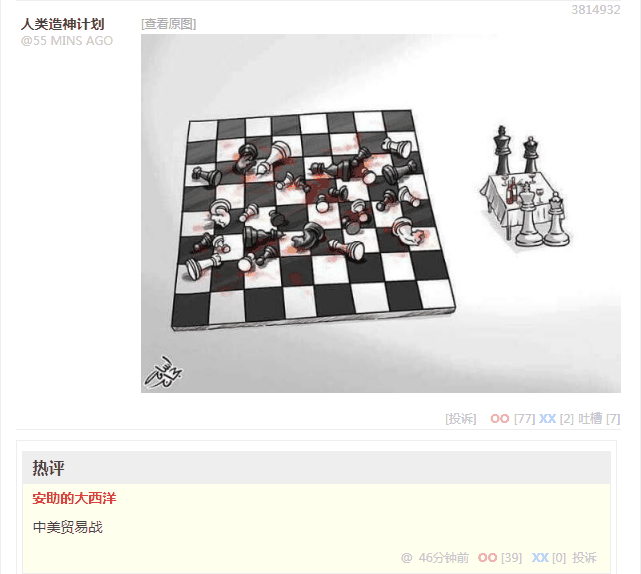 3814932
人类造神计划
@55 MINS AGO
[查看原图]
[投诉] OO [77] XX [2] 吐槽 [7]
热评
安助的大西洋
中美贸易战
@ 46分钟前 OO [39] XX [0] 投诉